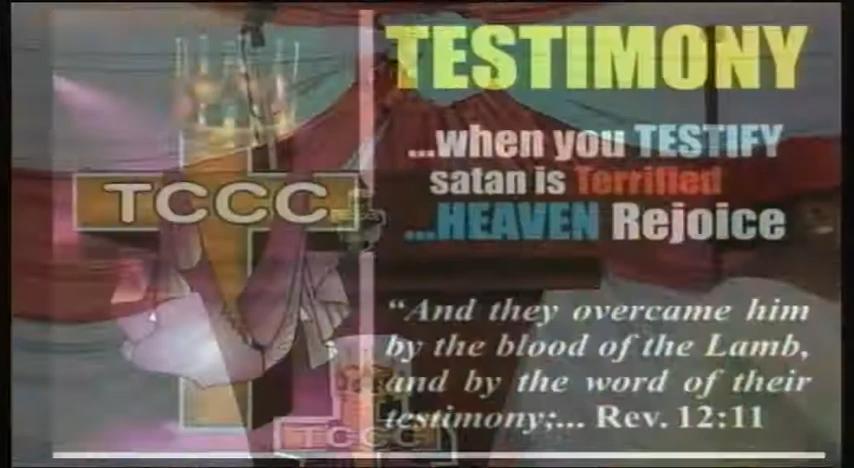 TESTIMONY
...when you TESTIFY
satan is Terrified
...HEAVEN Rejoice
TCCC
“And they overcame him
by the blood of the Lamb,
and by the word of their
testimony;... Rev. 12:11
TCCC